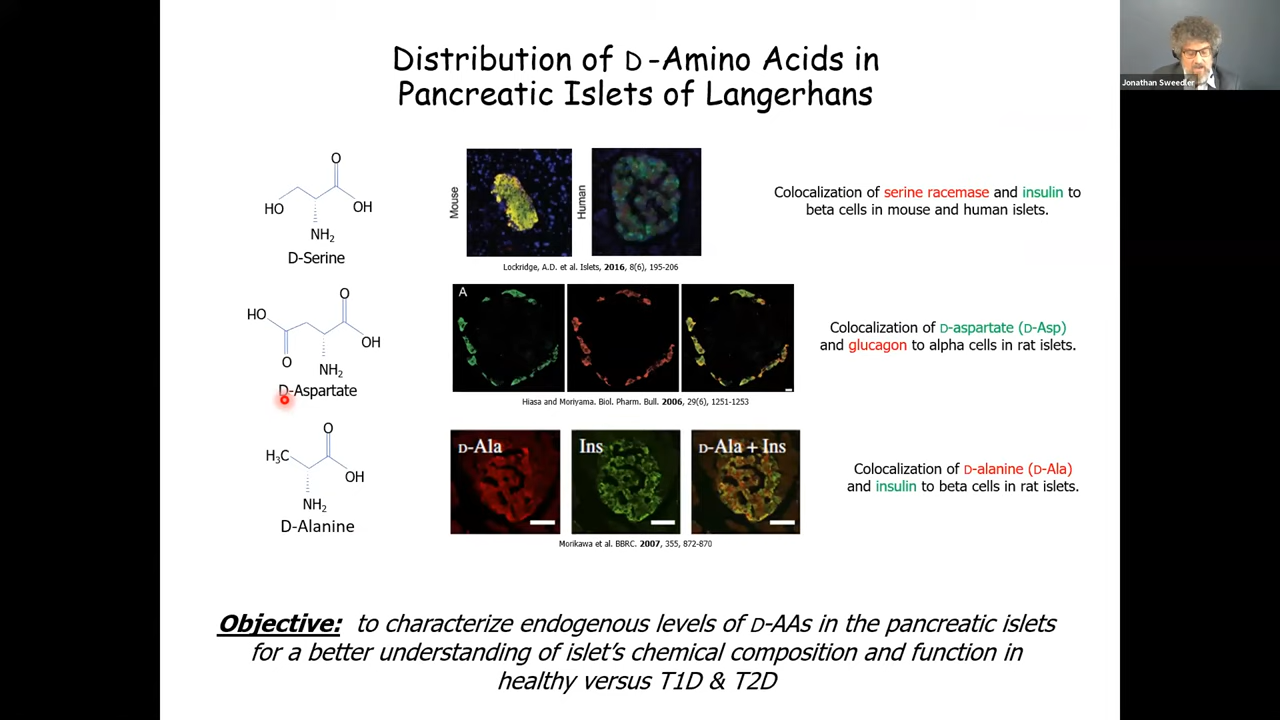 Distribution of D-Amino Acids in
Pancreatic Islets of Langerhans
Jonathan Sweedler
O
HO
OH
NH2
D-Serine
Mouse
Human
Lockridge, A.D. et al. Islets, 2016, 8(6), 195-206
Colocalization of serine racemase and insulin to
beta cells in mouse and human islets.
HO
O
O
OH
NH2
D-Aspartate
A
Hiasa and Moriyama. Biol. Pharm. Bull. 2006, 29(6), 1251-1253
Colocalization of D-aspartate (D-Asp)
and glucagon to alpha cells in rat islets.
O
H3C
OH
NH2
D-Alanine
D-Ala
Ins
D-Ala + Ins
Morikawa et al. BBRC. 2007, 355, 872-870
Colocalization of D-alanine (D-Ala)
and insulin to beta cells in rat islets.
Objective: to characterize endogenous levels of D-AAs in the pancreatic islets
for a better understanding of islet's chemical composition and function in
healthy versus T1D & T2D